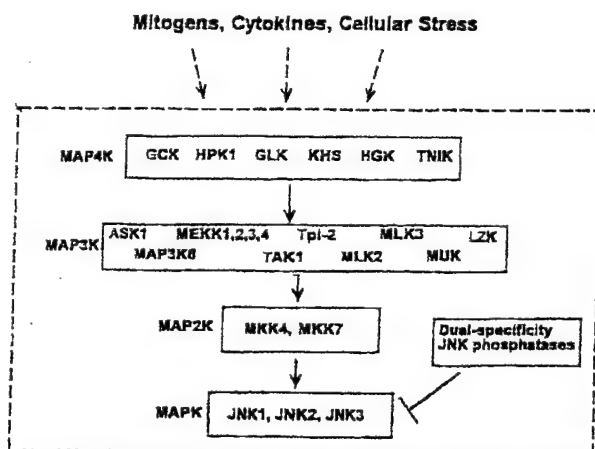 Mitogens, Cytokines, Cellular Stress
MAP4K
GCK HPK1 GLK KHS HGK TNIK
MAP3K
ASK1 MEKK1,2,3,4 Tpl-2 MLK3 LZK
MAP3K6 TAK1 MLK2 MUK
MAP2K
MKK4, MKK7
Dual-specificity
JNK phosphatases
MAPK
JNK1, JNK2, JNK3